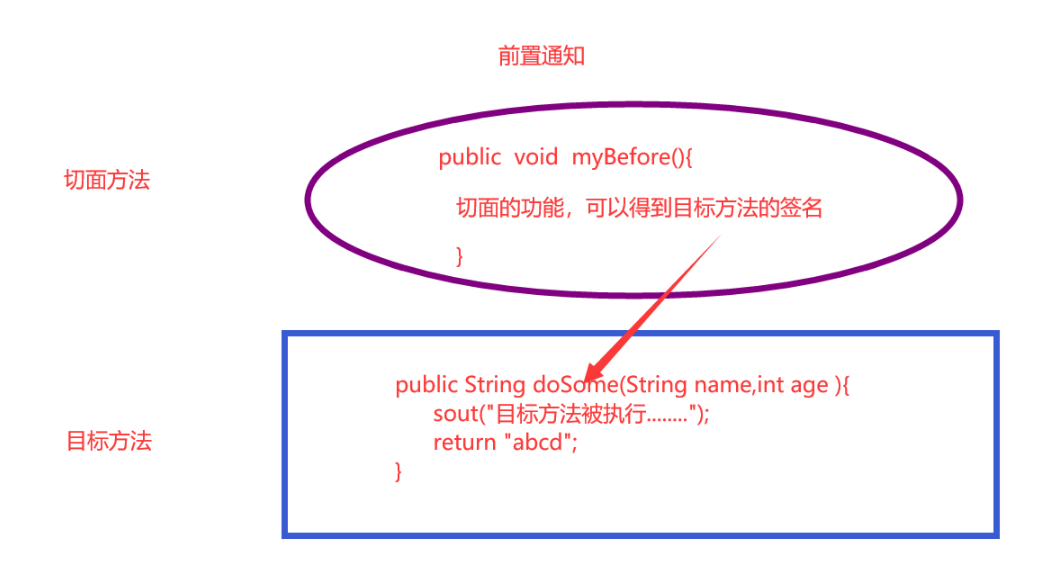 前置通知
切面方法
public  void  myBefore(){
切面的功能，可以得到目标方法的签名
}
目标方法
public String doSome(String name,int age ){
sout("目标方法被执行........");
return "abcd";
}